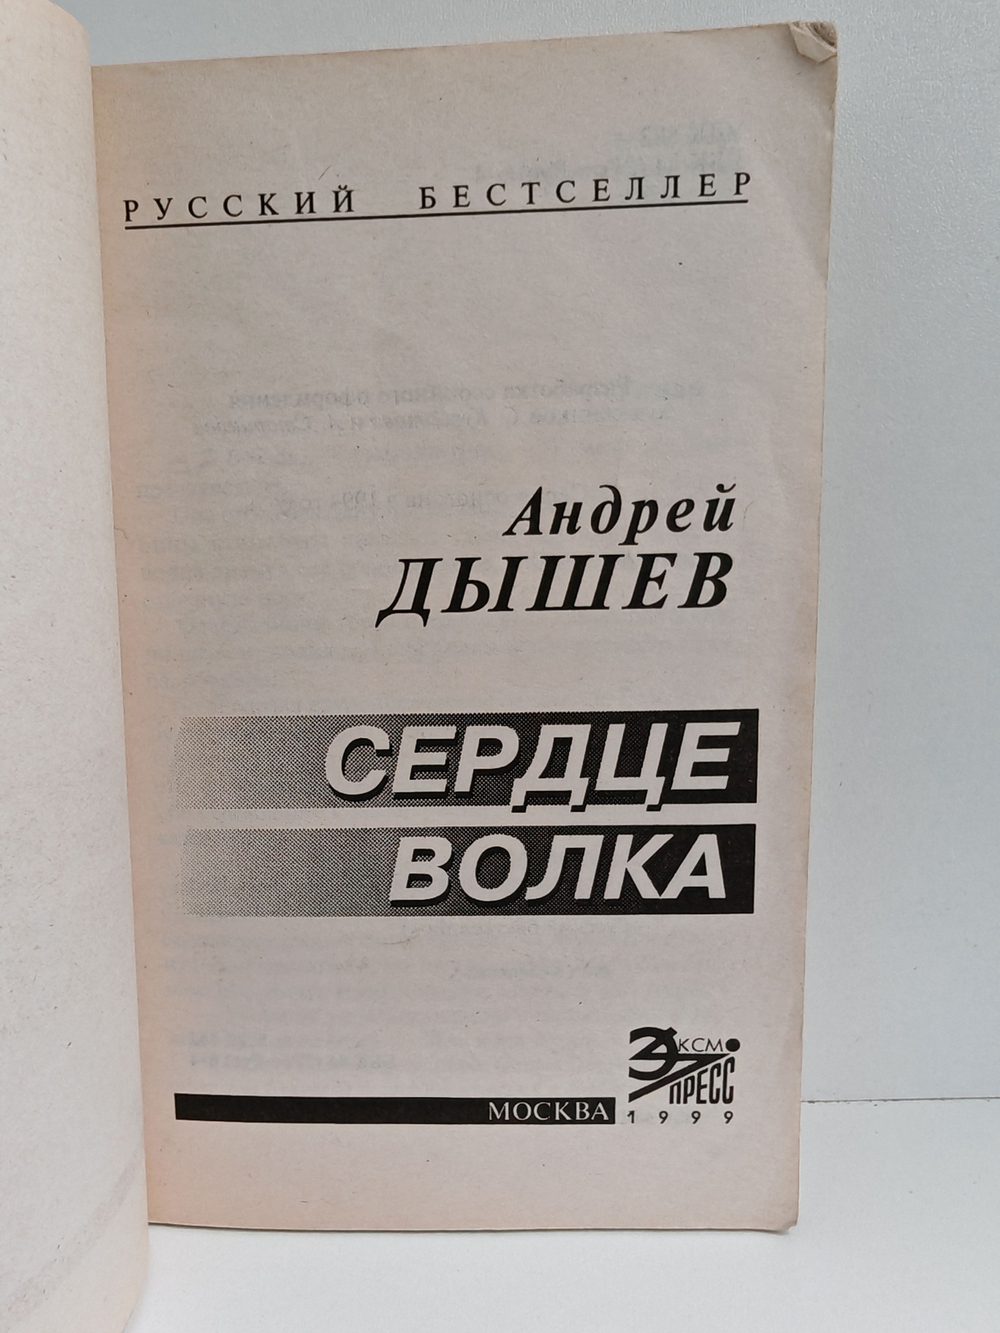 РУССКИЙ БЕСТСЕЛЛЕР
Андрей
ДЫШЕВ
СЕРДЦЕ
ВОЛКА
ЭКСМО
ПРЕСС
МОСКВА
1999